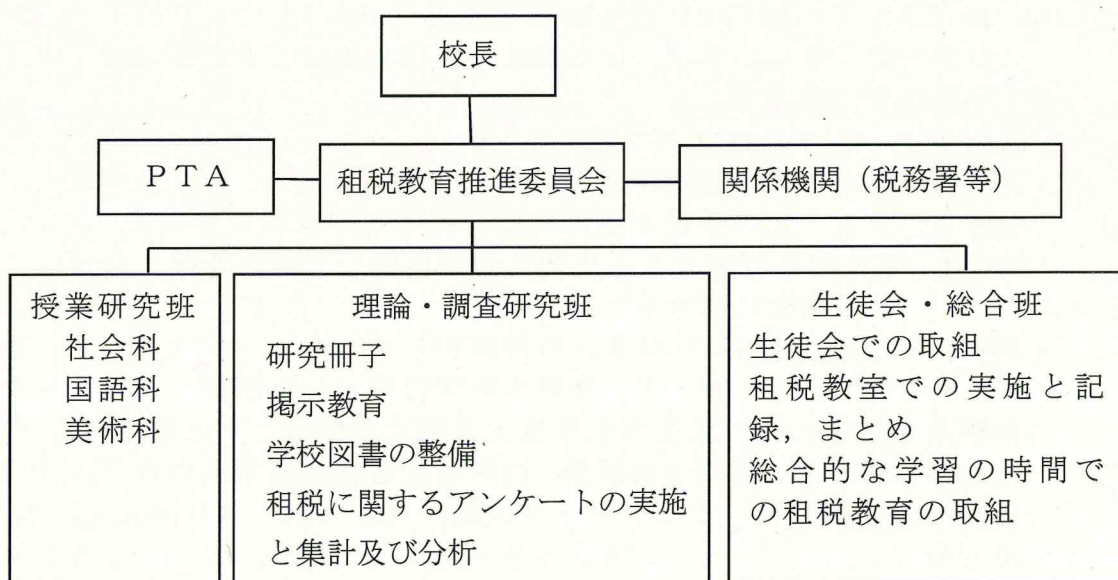 校長
PTA
租税教育推進委員会
関係機関（税務署等）
授業研究班
社会科
国語科
美術科
理論・調査研究班
研究冊子
掲示教育
学校図書の整備
租税に関するアンケートの実施
と集計及び分析
生徒会・総合班
生徒会での取組
租税教室での実施と記
録，まとめ
総合的な学習の時間で
の租税教育の取組